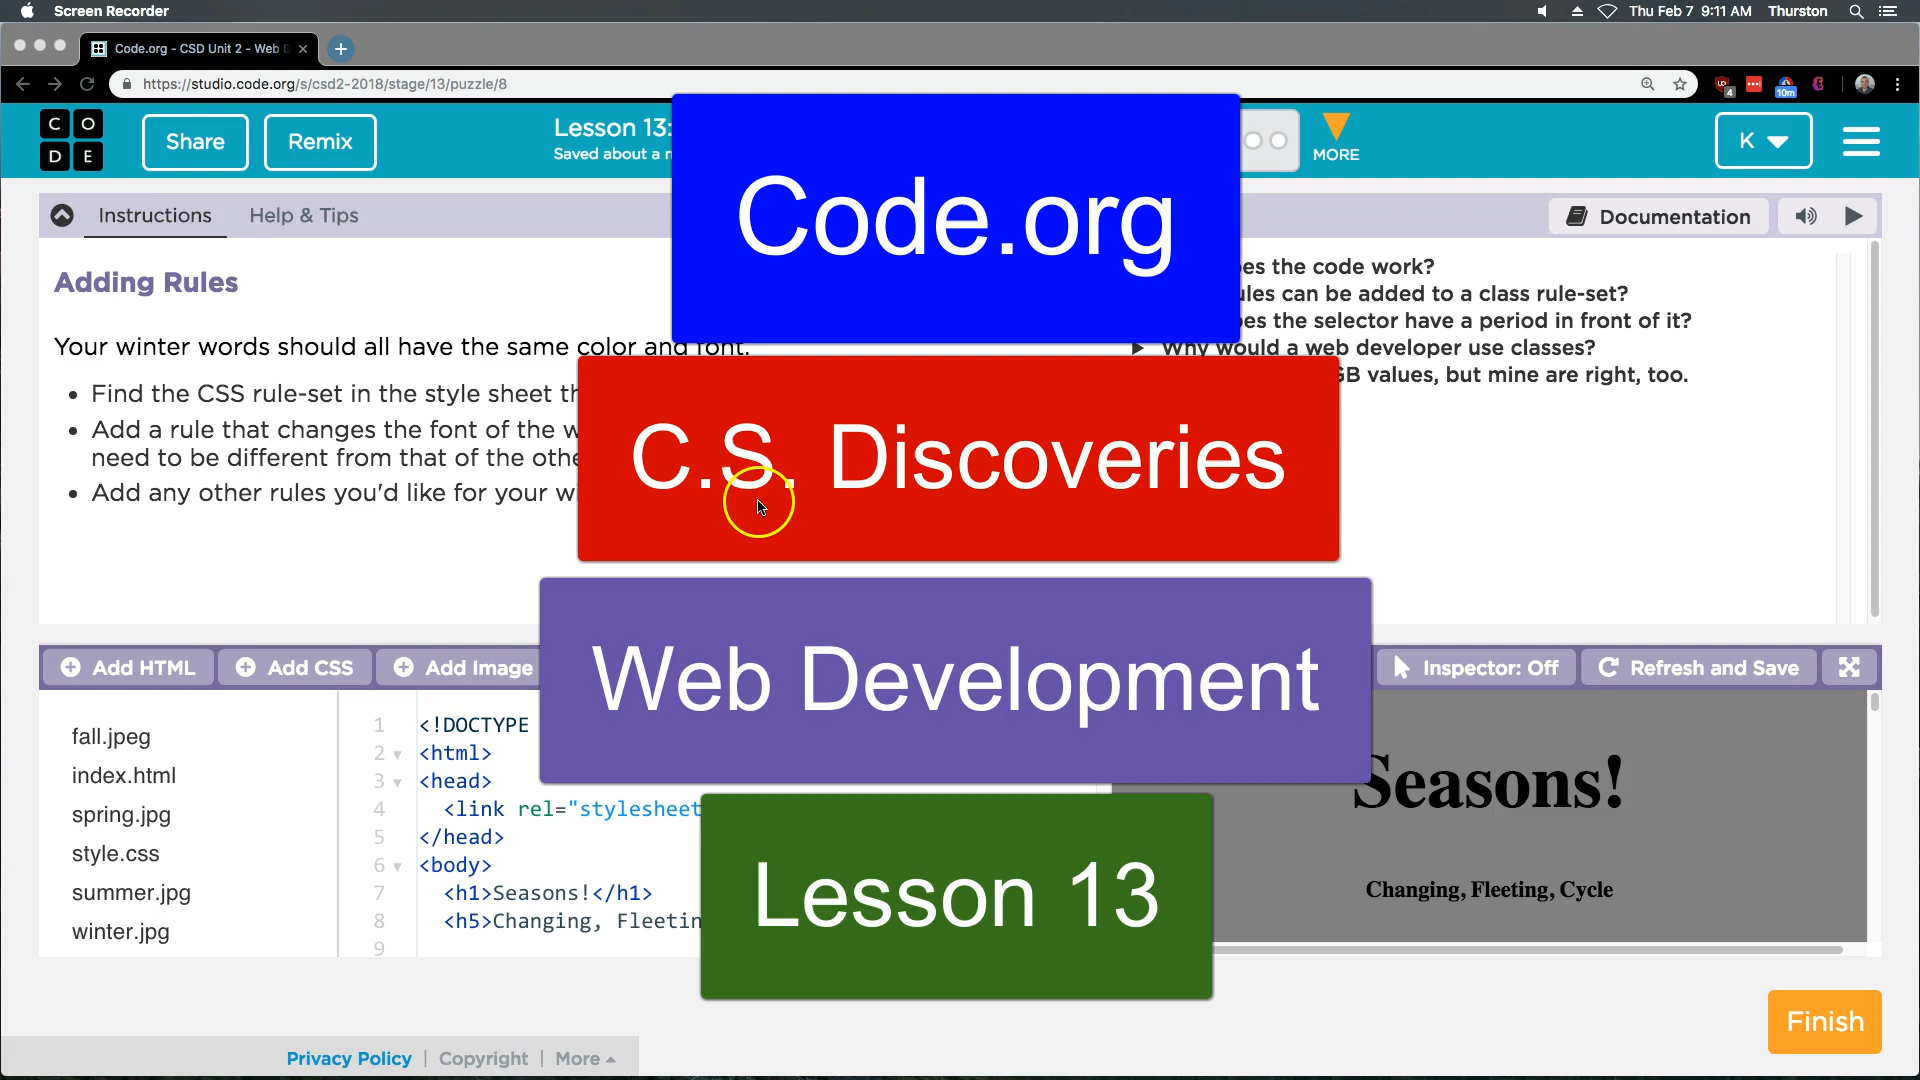 Screen Recorder
Thu Feb 7 9:11 AM Thurston
Code.org - CSD Unit 2 - Web D
https://studio.code.org/s/csd2-2018/stage/13/puzzle/8
4
10m
C O
D E
Share
Remix
Lesson 13:
Saved about a
MORE
K
Code.org
Instructions
Help & Tips
Documentation
Adding Rules
Your winter words should all have the same color and font.
Find the CSS rule-set in the style sheet
Add a rule that changes the font of the
need to be different from that of the
Add any other rules you'd like for your
the code work?
can be added to a class rule-set?
the selector have a period in front of it?
Why would a web developer use classes?
values, but mine are right, too.
C.S. Discoveries
Web Development
Lesson 13
Add HTML
Add CSS
Add Image
Inspector: Off
Refresh and Save
fall.jpeg
index.html
spring.jpg
style.css
summer.jpg
winter.jpg
1 <!DOCTYPE
2 <html>
3 <head>
4 <link rel="stylesheet
5 </head>
6 <body>
7 <h1>Seasons!</h1>
8 <h5>Changing, Fleetin
9
Seasons!
Changing, Fleeting, Cycle
Finish
Privacy Policy | Copyright | More